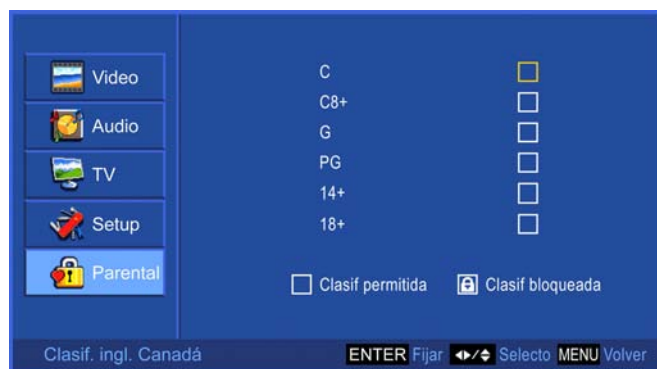 Video
Audio
TV
Setup
Parental
C
C8+
G
PG
14+
18+
Clasif permitida
Clasif bloqueada
Clasif. ingl. Canadá
ENTER Fijar
Selecto
MENU Volver